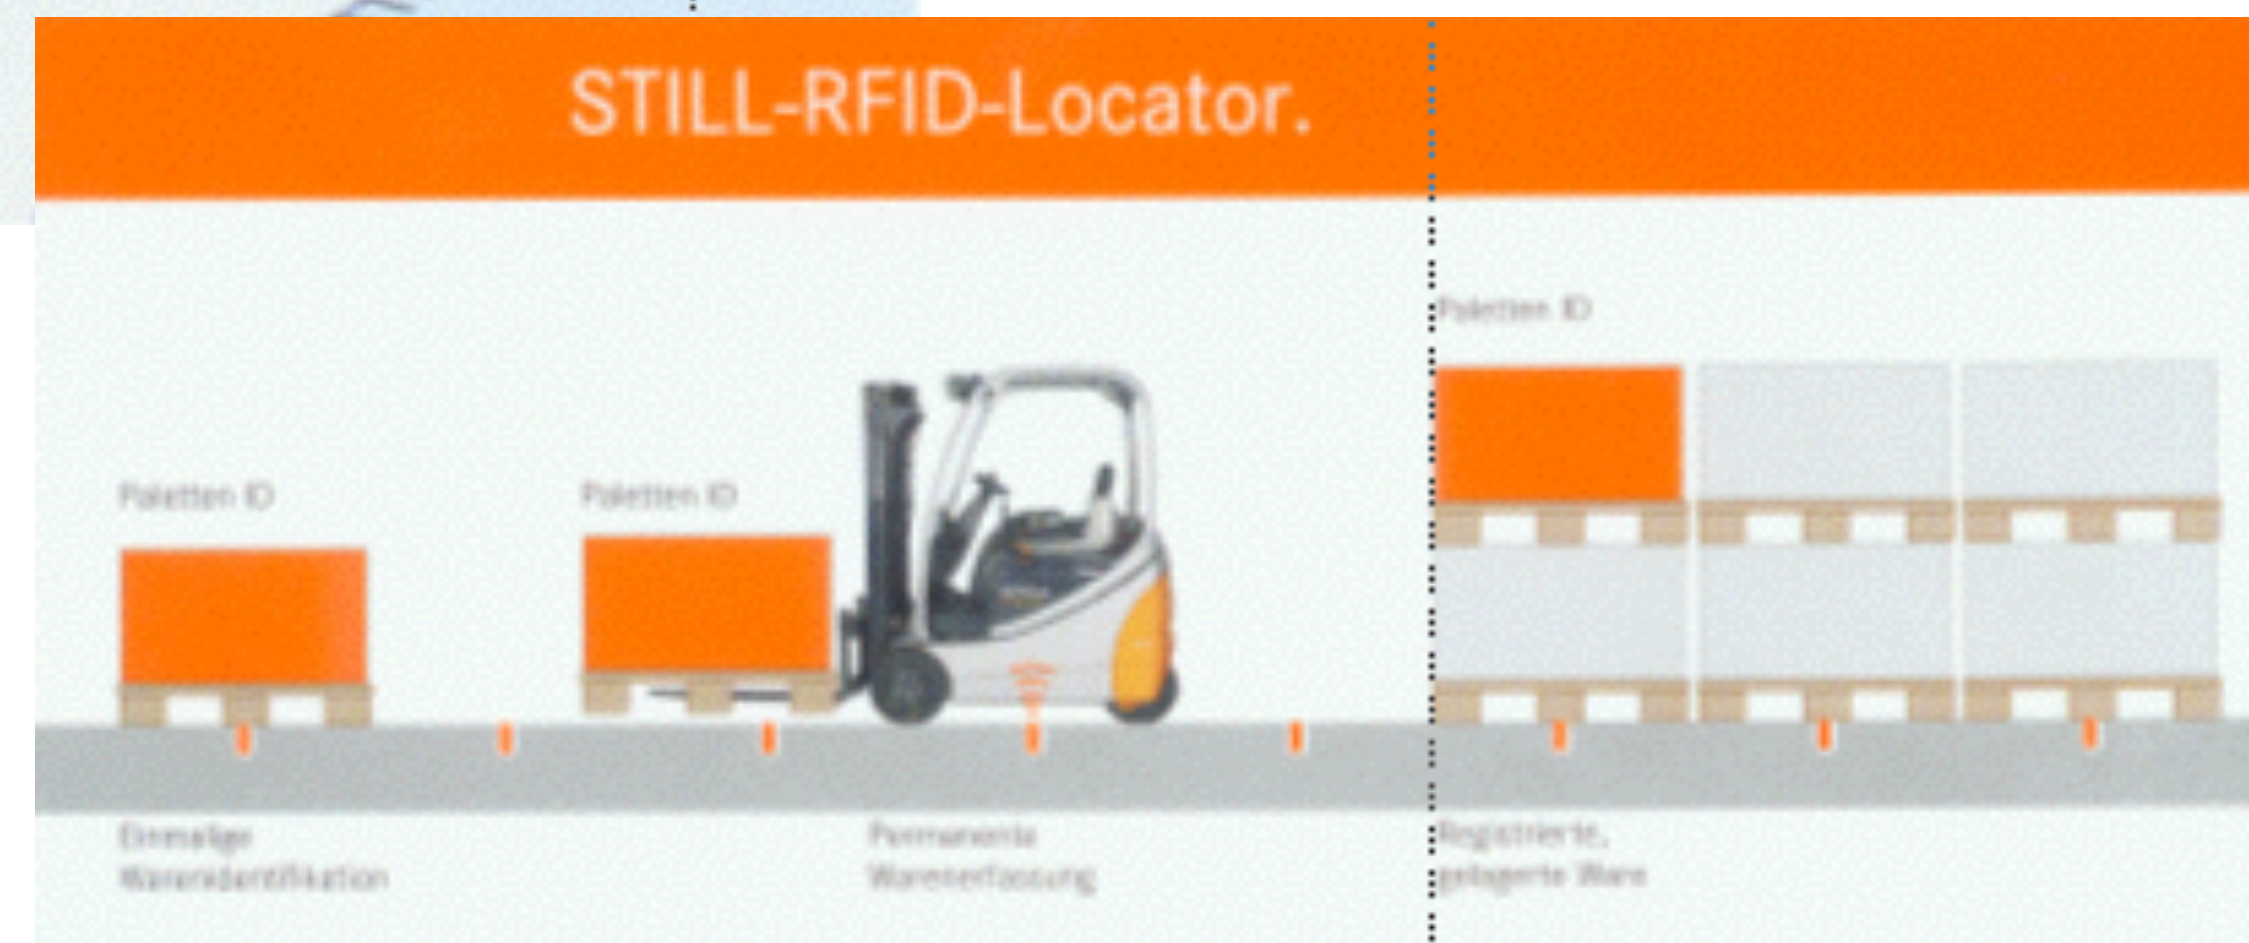 STILL-RFID-Locator.
Paletten ID
Paletten ID
Paletten ID
Einmalige
Warenidentifikation
Permanente
Warenerfassung
Registrierte,
gelagerte Ware